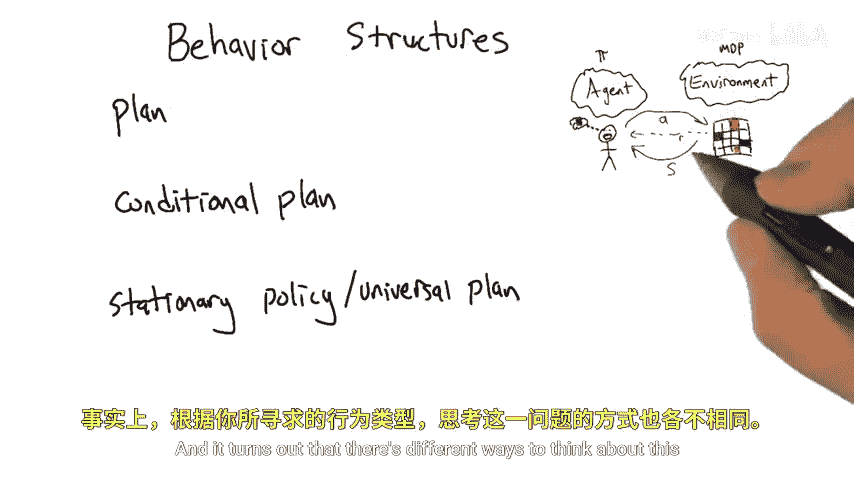 Behavior Structures
plan
conditional plan
stationary policy/universal plan
π
Agent
MDP
Environment
a
r
S
事实上，根据你所寻求的行为类型，思考这一问题的方式也各不相同。
And it turns out that there's different ways to think about this